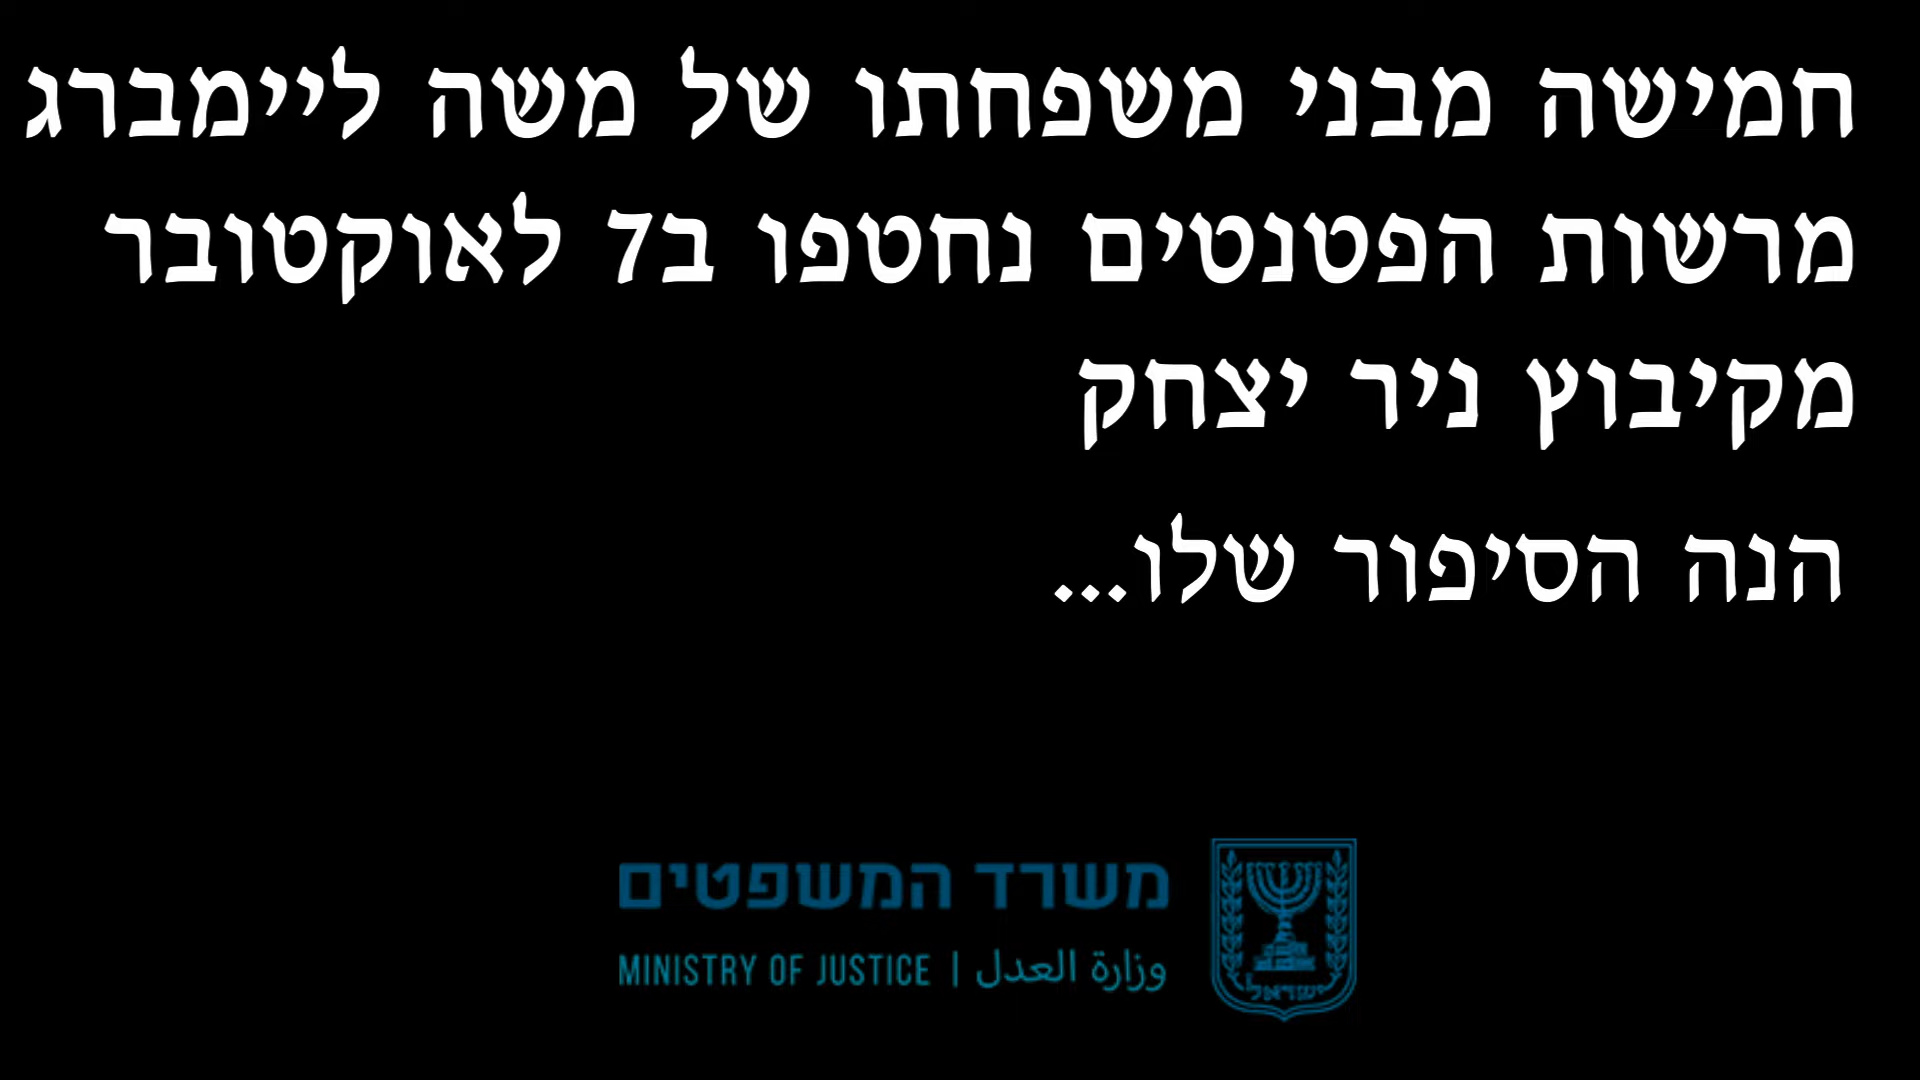 חמישה מבני משפחתו של משה ליימברג
מרשות הפטנטים נחטפו ב7 לאוקטובר
מקיבוץ ניר יצחק
הנה הסיפור שלו...
משרד המשפטים
MINISTRY OF JUSTICE | وزارة العدل
ישראל